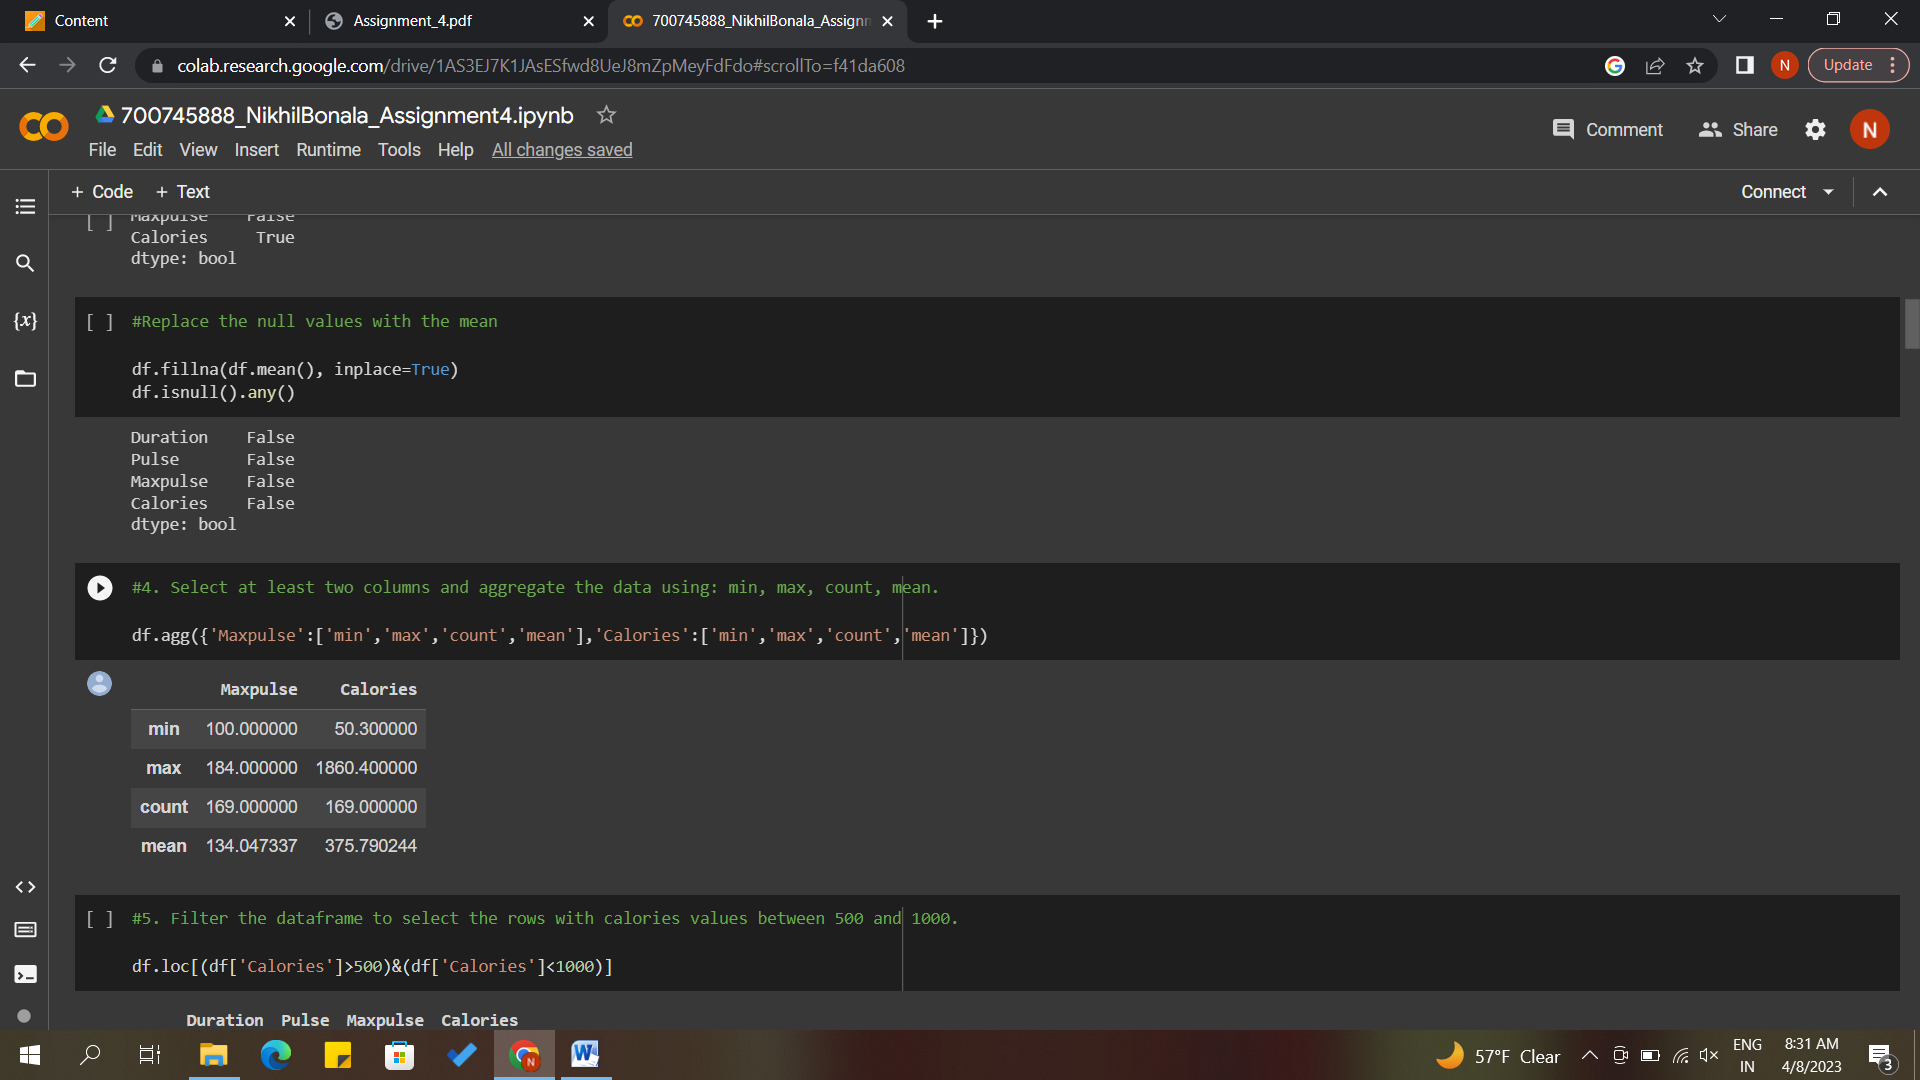 Content
Assignment_4.pdf
700745888_NikhilBonala_Assignn
colab.research.google.com/drive/1AS3EJ7K1JAsESfwd8UeJ8mZpMeyFdFdo#scrollTo=f41da608
N
Update
700745888_NikhilBonala_Assignment4.ipynb
Comment
Share
N
File Edit View Insert Runtime Tools Help All changes saved
+ Code + Text
Connect
[ ] Maxpulse False
Calories True
dtype: bool
{x}
[ ] #Replace the null values with the mean
df.fillna(df.mean(), inplace=True)
df.isnull().any()
Duration False
Pulse False
Maxpulse False
Calories False
dtype: bool
#4. Select at least two columns and aggregate the data using: min, max, count, mean.
df.agg({'Maxpulse':['min','max','count','mean'],'Calories':['min','max','count','mean']})
Maxpulse Calories
min 100.000000 50.300000
max 184.000000 1860.400000
count 169.000000 169.000000
mean 134.047337 375.790244
[ ] #5. Filter the dataframe to select the rows with calories values between 500 and 1000.
df.loc[(df['Calories']>500)&(df['Calories']<1000)]
Duration Pulse Maxpulse Calories
57°F Clear
ENG
IN
8:31 AM
4/8/2023
3